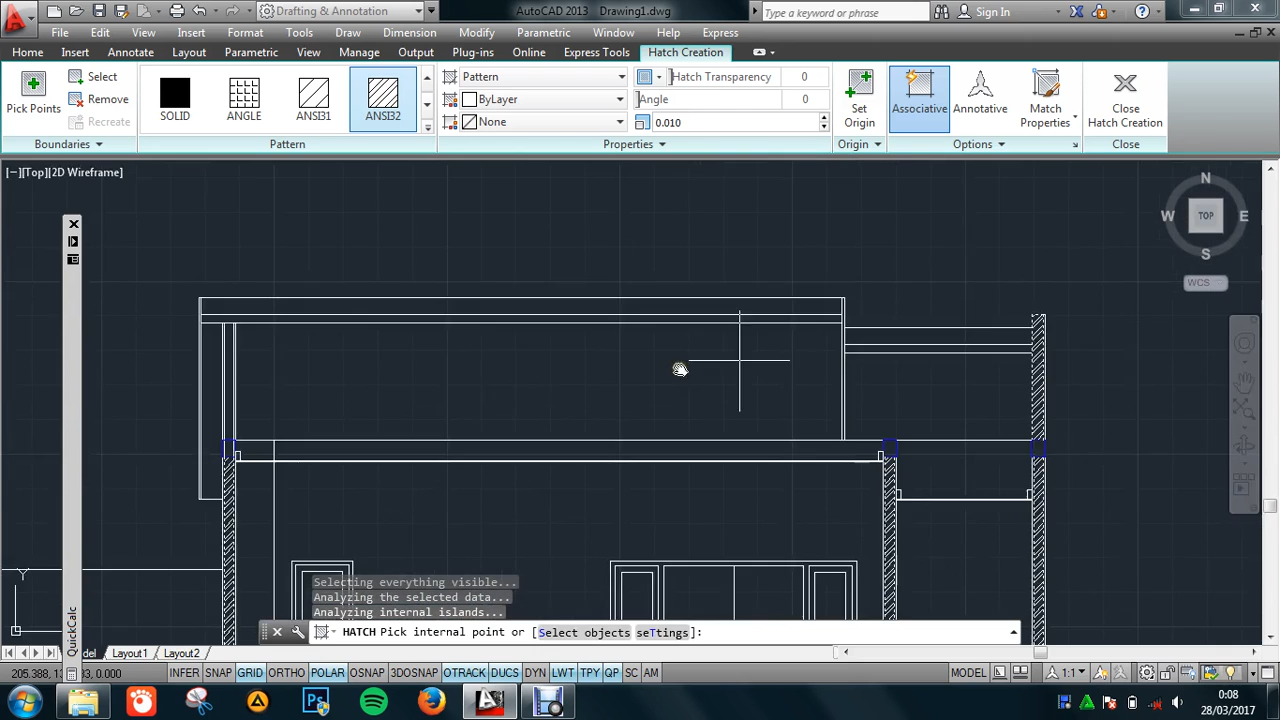 Drafting & Annotation
AutoCAD 2013 Drawing1.dwg
Type a keyword or phrase
Sign In
File Edit View Insert Format Tools Draw Dimension Modify Parametric Window Help Express
Home Insert Annotate Layout Parametric View Manage Output Plug-ins Online Express Tools Hatch Creation
Pick Points
Select
Remove
Recreate
Boundaries
SOLID ANGLE ANSI31 ANSI32
Pattern
Pattern
ByLayer
None
Hatch Transparency 0
Angle 0
0.010
Properties
Set Origin
Origin
Associative
Annotative
Match Properties
Options
Close Hatch Creation
Close
[−][Top][2D Wireframe]
N
W TOP E
S
WCS
QuickCalc
Selecting everything visible...
Analyzing the selected data...
Analyzing internal islands...
HATCH Pick internal point or [Select objects seTtings]:
Layout1 Layout2
INFER SNAP GRID ORTHO POLAR OSNAP 3DOSNAP OTRACK DUCS DYN LWT TPY QP SC AM
MODEL
1:1
Ps
0:08
28/03/2017